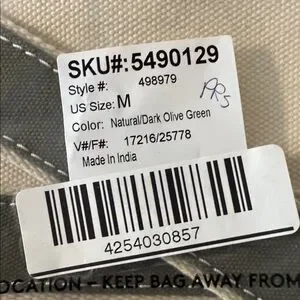 SKU#: 5490129
Style #: 498979
US Size: M
Color: Natural/Dark Olive Green
V#/F#: 17216/25778
Made In India
4254030857
OCATION – KEEP BAG AWAY FROM